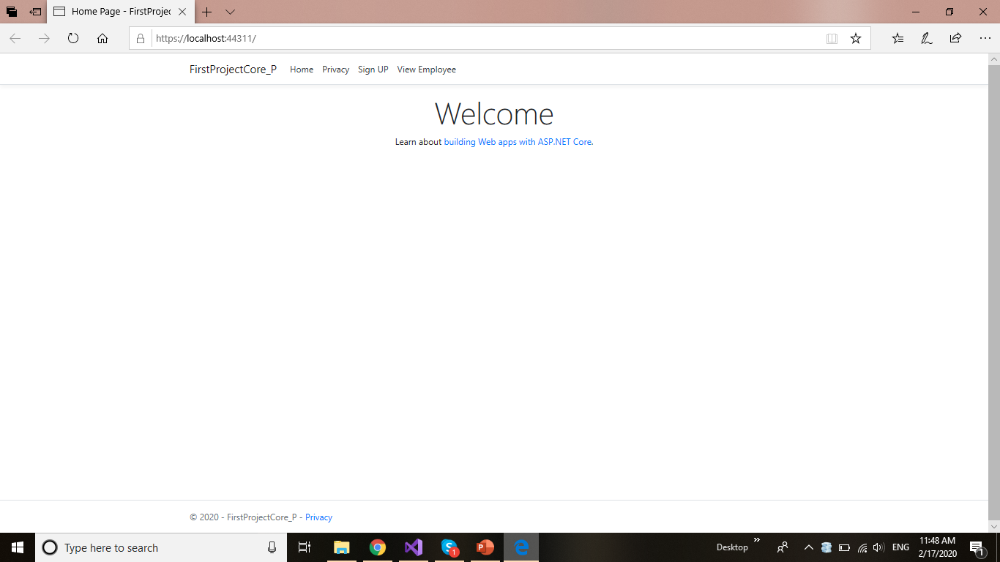 Home Page - FirstProjec
https://localhost:44311/
FirstProjectCore_P Home Privacy Sign UP View Employee
Welcome
Learn about building Web apps with ASP.NET Core.
© 2020 - FirstProjectCore_P - Privacy
Type here to search
1
Desktop
ENG
11:48 AM
2/17/2020
1